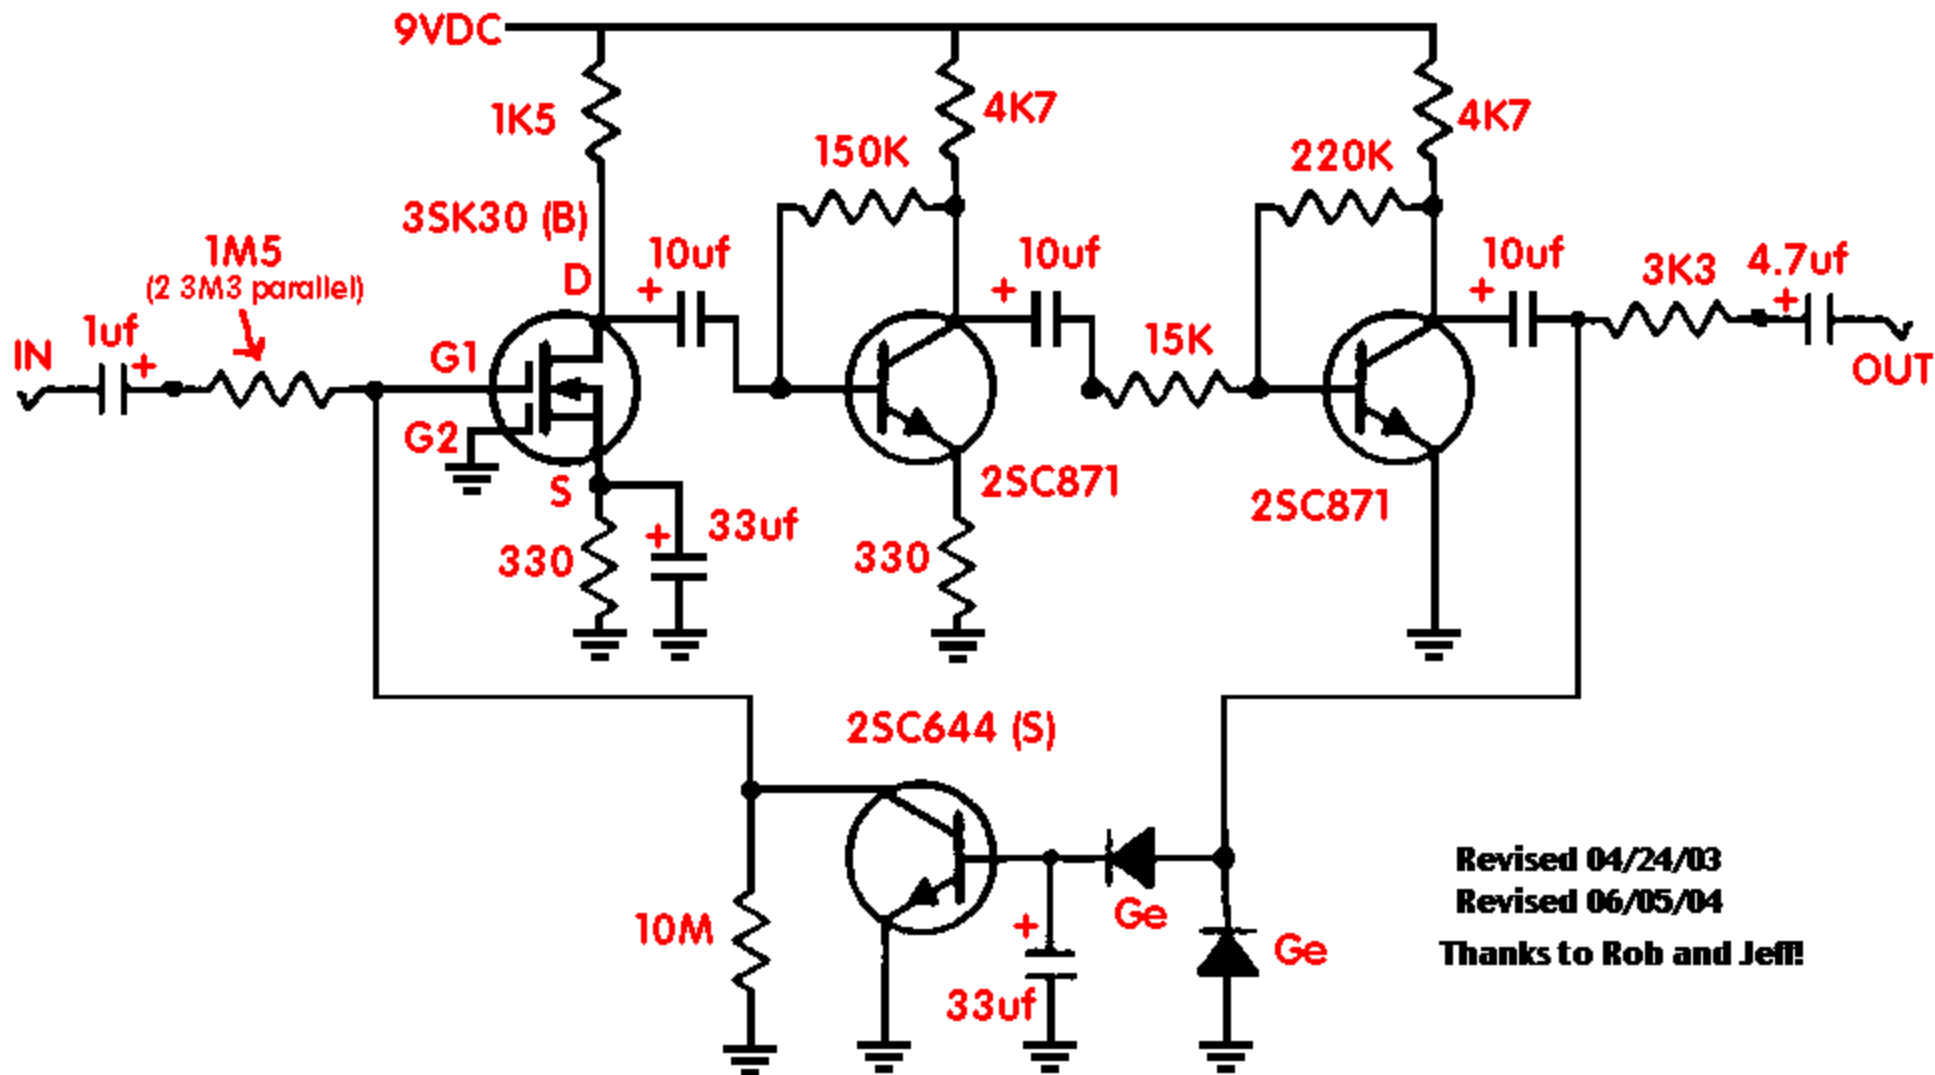 9VDC
1K5
4K7
4K7
150K
220K
3SK30 (B)
1M5
(2 3M3 parallel)
D
10uf
+
10uf
+
10uf
+
3K3
4.7uf
+
IN
1uf
+
G1
15K
OUT
G2
S
2SC871
2SC871
330
+
33uf
330
2SC644 (S)
10M
+
33uf
Ge
Ge
Revised 04/24/03
Revised 06/05/04
Thanks to Rob and Jeff!